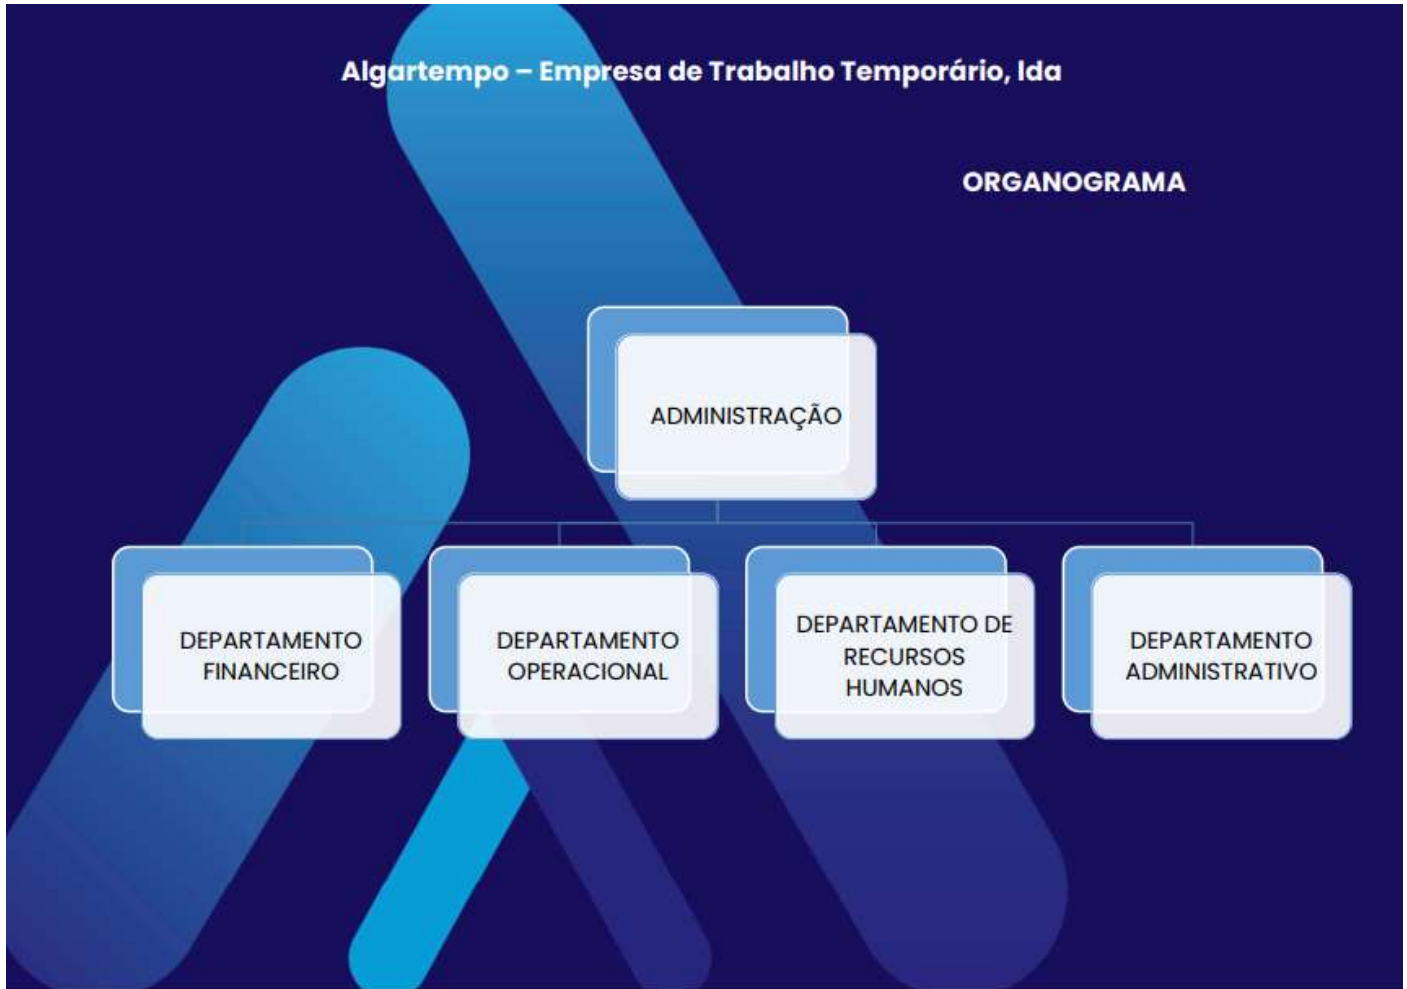 Algartempo – Empresa de Trabalho Temporário, lda
ORGANOGRAMA
ADMINISTRAÇÃO
DEPARTAMENTO
FINANCEIRO
DEPARTAMENTO
OPERACIONAL
DEPARTAMENTO DE
RECURSOS
HUMANOS
DEPARTAMENTO
ADMINISTRATIVO